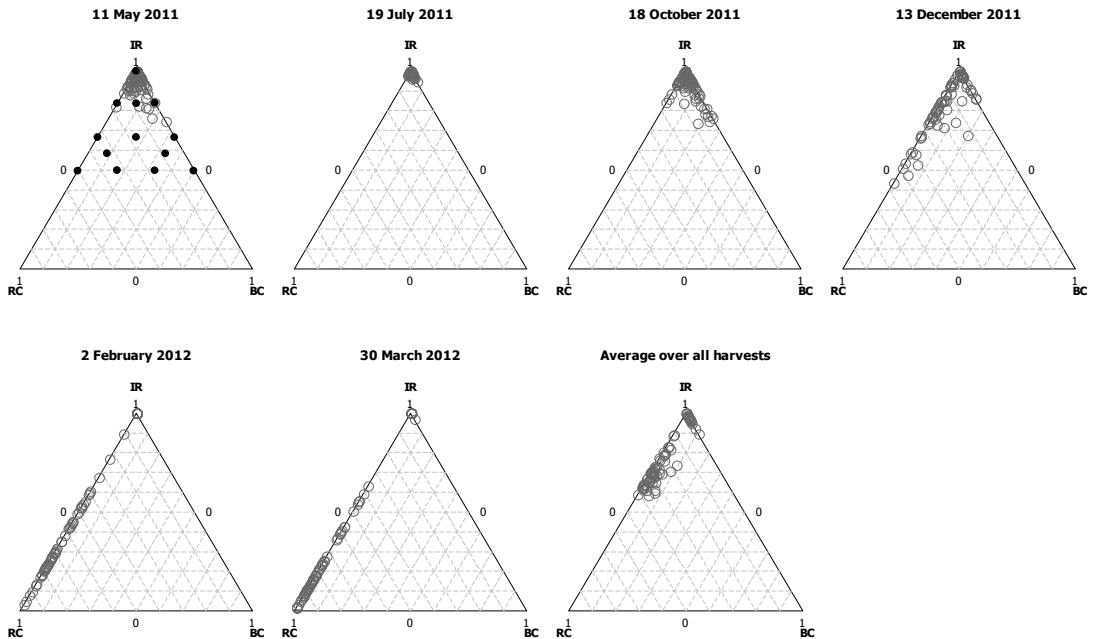 11 May 2011
19 July 2011
18 October 2011
13 December 2011
IR
IR
IR
IR
1
1
1
1
0
0
0
0
0
0
0
0
1
0
1
1
0
1
1
0
1
1
0
1
RC
BC
RC
BC
RC
BC
RC
BC
2 February 2012
30 March 2012
Average over all harvests
IR
IR
IR
1
1
1
0
0
0
0
0
0
1
0
1
1
0
1
1
0
1
RC
BC
RC
BC
RC
BC